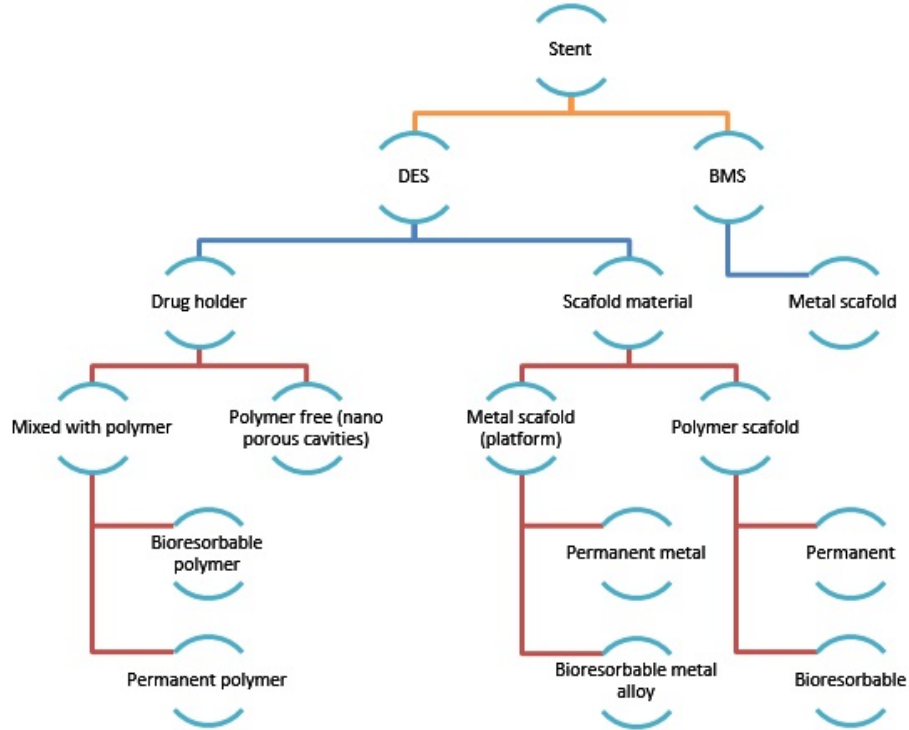 Stent
DES
BMS
Drug holder
Scafold material
Metal scafold
Mixed with polymer
Polymer free (nano
porous cavities)
Metal scafold
(platform)
Polymer scafold
Bioresorbable
polymer
Permanent metal
Permanent
Permanent polymer
Bioresorbable metal
alloy
Bioresorbable